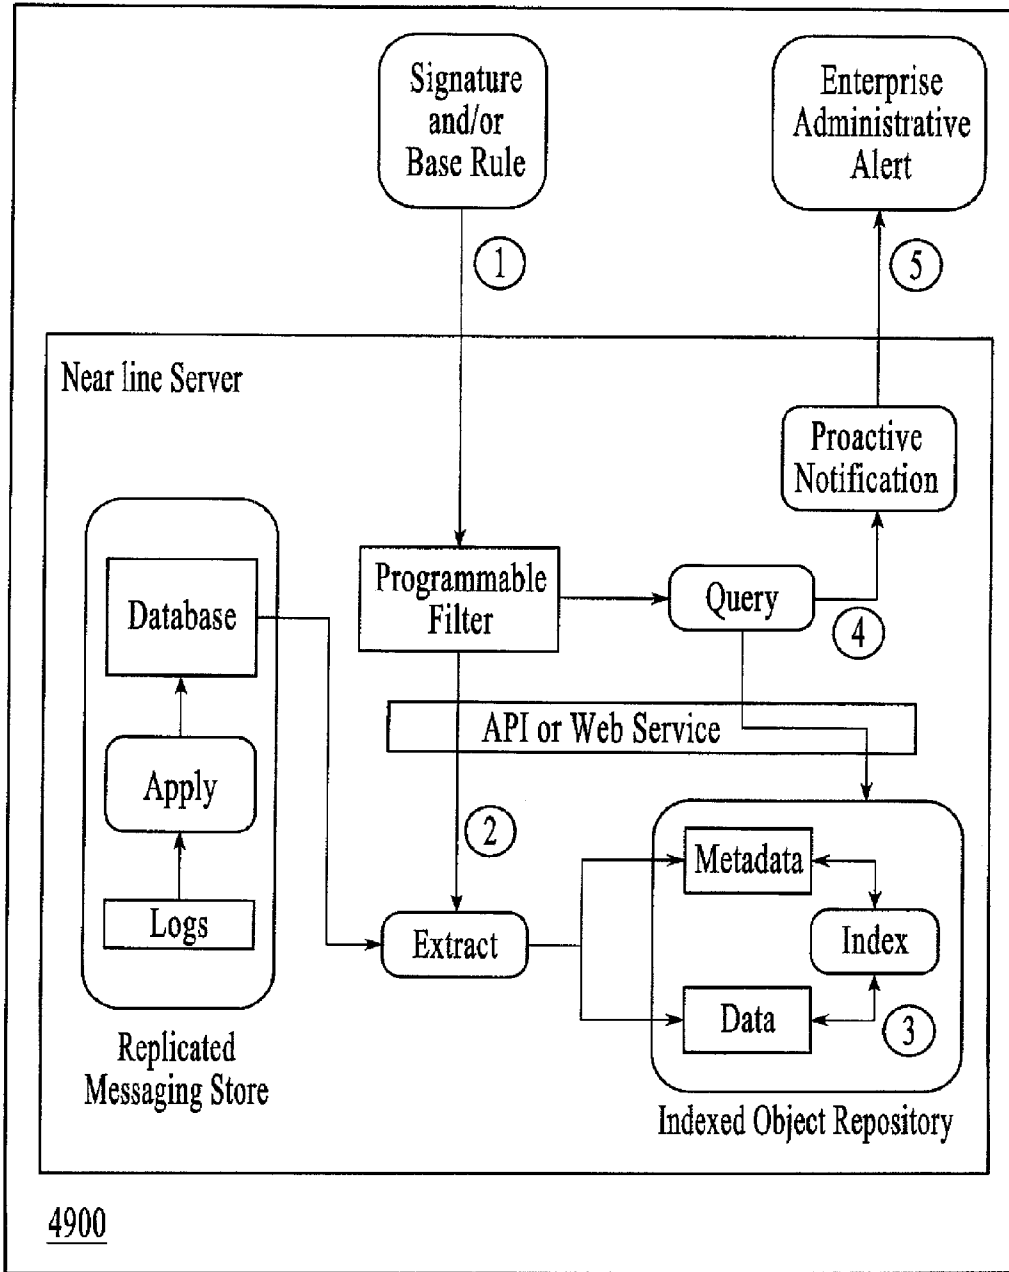 Signature
and/or
Base Rule
Enterprise
Administrative
Alert
1
5
Near line Server
Proactive
Notification
Database
Programmable
Filter
Query
4
API or Web Service
Apply
2
Metadata
Logs
Extract
Index
Data
3
Replicated
Messaging Store
Indexed Object Repository
4900